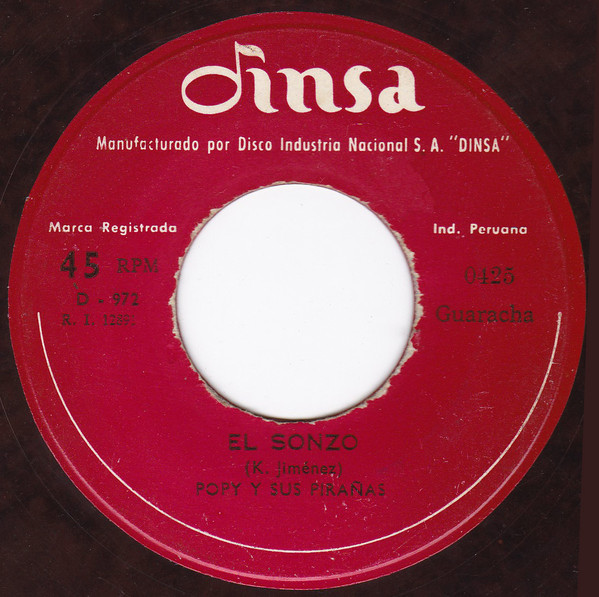 dinsa
Manufacturado por Disco Industria Nacional S. A. "DINSA"
Marca Registrada
Ind. Peruana
45 RPM
0425
D - 972
Guaracha
R. I.
EL SONZO
(K. Jiménez)
POPY Y SUS PIRAÑAS